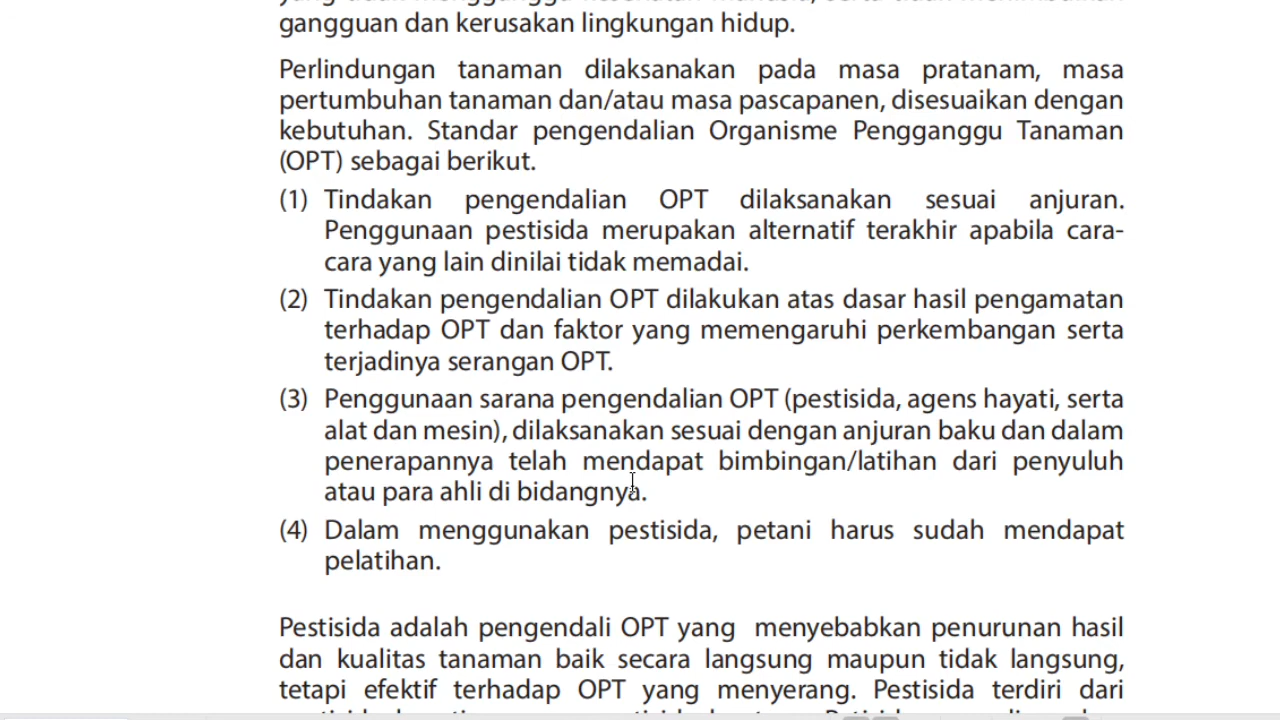 gangguan dan kerusakan lingkungan hidup.
Perlindungan tanaman dilaksanakan pada masa pratanam, masa
pertumbuhan tanaman dan/atau masa pascapanen, disesuaikan dengan
kebutuhan. Standar pengendalian Organisme Pengganggu Tanaman
(OPT) sebagai berikut.
(1) Tindakan pengendalian OPT dilaksanakan sesuai anjuran.
Penggunaan pestisida merupakan alternatif terakhir apabila cara-
cara yang lain dinilai tidak memadai.
(2) Tindakan pengendalian OPT dilakukan atas dasar hasil pengamatan
terhadap OPT dan faktor yang memengaruhi perkembangan serta
terjadinya serangan OPT.
(3) Penggunaan sarana pengendalian OPT (pestisida, agens hayati, serta
alat dan mesin), dilaksanakan sesuai dengan anjuran baku dan dalam
penerapannya telah mendapat bimbingan/latihan dari penyuluh
atau para ahli di bidangnya.
(4) Dalam menggunakan pestisida, petani harus sudah mendapat
pelatihan.
Pestisida adalah pengendali OPT yang menyebabkan penurunan hasil
dan kualitas tanaman baik secara langsung maupun tidak langsung,
tetapi efektif terhadap OPT yang menyerang. Pestisida terdiri dari